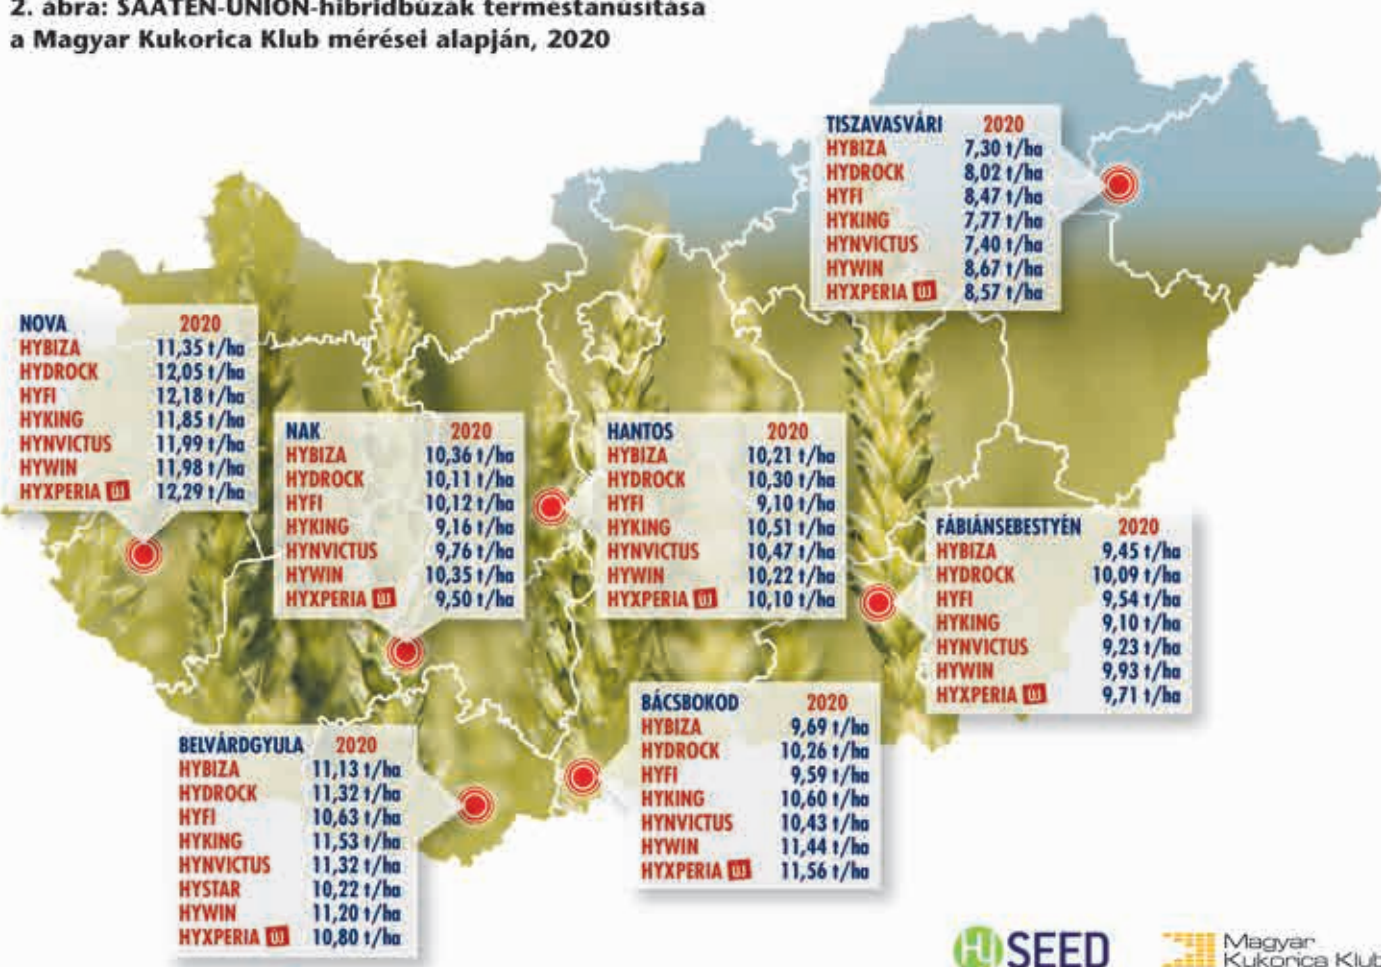 2. ábra: SAATEN-UNION-hibridbúzák terméstanúsítása
a Magyar Kukorica Klub mérései alapján, 2020
TISZAVASVÁRI 2020
HYBIZA 7,30 t/ha
HYDROCK 8,02 t/ha
HYFI 8,47 t/ha
HYKING 7,77 t/ha
HYNVICTUS 7,40 t/ha
HYWIN 8,67 t/ha
HYXPERIA ÚJ 8,57 t/ha
NOVA 2020
HYBIZA 11,35 t/ha
HYDROCK 12,05 t/ha
HYFI 12,18 t/ha
HYKING 11,85 t/ha
HYNVICTUS 11,99 t/ha
HYWIN 11,98 t/ha
HYXPERIA ÚJ 12,29 t/ha
NAK 2020
HYBIZA 10,36 t/ha
HYDROCK 10,11 t/ha
HYFI 10,12 t/ha
HYKING 9,16 t/ha
HYNVICTUS 9,76 t/ha
HYWIN 10,35 t/ha
HYXPERIA ÚJ 9,50 t/ha
HANTOS 2020
HYBIZA 10,21 t/ha
HYDROCK 10,30 t/ha
HYFI 9,10 t/ha
HYKING 10,51 t/ha
HYNVICTUS 10,47 t/ha
HYWIN 10,22 t/ha
HYXPERIA ÚJ 10,10 t/ha
FÁBIÁNSEBESTYÉN 2020
HYBIZA 9,45 t/ha
HYDROCK 10,09 t/ha
HYFI 9,54 t/ha
HYKING 9,10 t/ha
HYNVICTUS 9,23 t/ha
HYWIN 9,93 t/ha
HYXPERIA ÚJ 9,71 t/ha
BELVÁRDGYULA 2020
HYBIZA 11,13 t/ha
HYDROCK 11,32 t/ha
HYFI 10,63 t/ha
HYKING 11,53 t/ha
HYNVICTUS 11,32 t/ha
HYSTAR 10,22 t/ha
HYWIN 11,20 t/ha
HYXPERIA ÚJ 10,80 t/ha
BÁCSBOKOD 2020
HYBIZA 9,69 t/ha
HYDROCK 10,26 t/ha
HYFI 9,59 t/ha
HYKING 10,60 t/ha
HYNVICTUS 10,43 t/ha
HYWIN 11,44 t/ha
HYXPERIA ÚJ 11,56 t/ha
Hy SEED
Magyar
Kukorica Klub